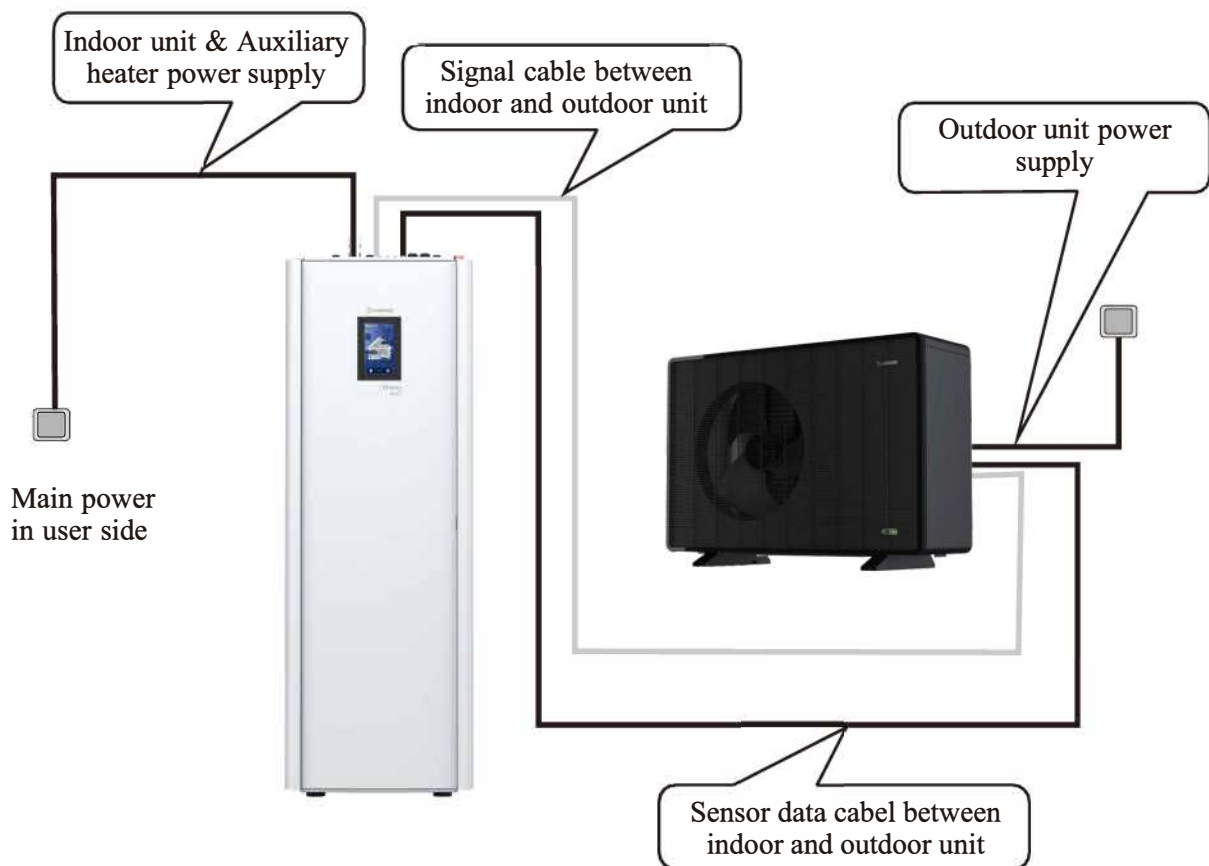 Indoor unit & Auxiliary
heater power supply
Signal cable between
indoor and outdoor unit
Outdoor unit power
supply
Main power
in user side
Sensor data cabel between
indoor and outdoor unit